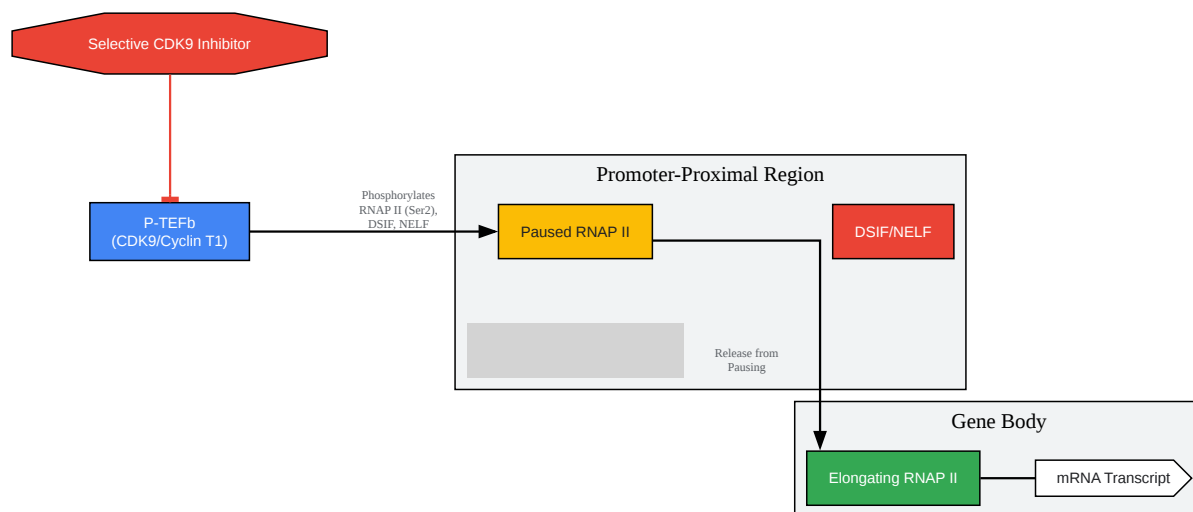 Selective CDK9 Inhibitor
P-TEFb
(CDK9/Cyclin T1)
Phosphorylates
RNAP II (Ser2),
DSIF, NELF
Promoter-Proximal Region
Paused RNAP II
DSIF/NELF
Release from
Pausing
Gene Body
Elongating RNAP II
mRNA Transcript